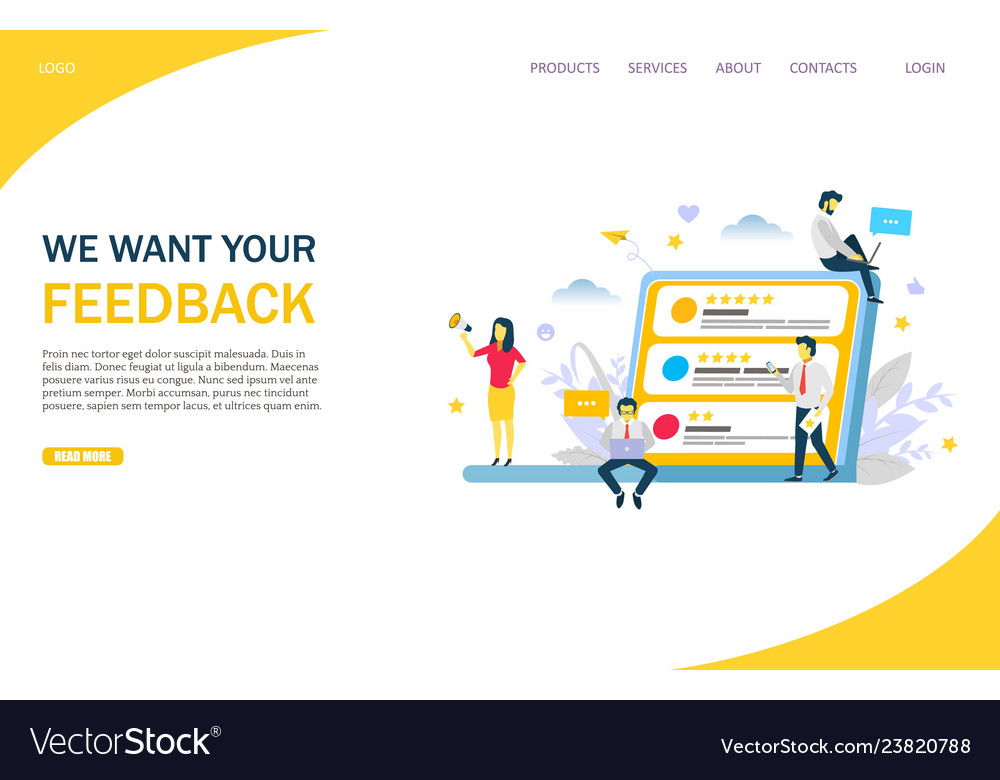 LOGO
PRODUCTS SERVICES ABOUT CONTACTS LOGIN
WE WANT YOUR
FEEDBACK
Proin nec tortor eget dolor suscipit malesuada. Duis in
felis diam. Donec feugiat ut ligula a bibendum. Maecenas
posuere varius risus eu congue. Nunc sed ipsum vel ante
pretium semper. Morbi accumsan, purus nec tincidunt
posuere, sapien sem tempor lacus, et ultrices quam enim.
READ MORE
VectorStock®
VectorStock.com/23820788